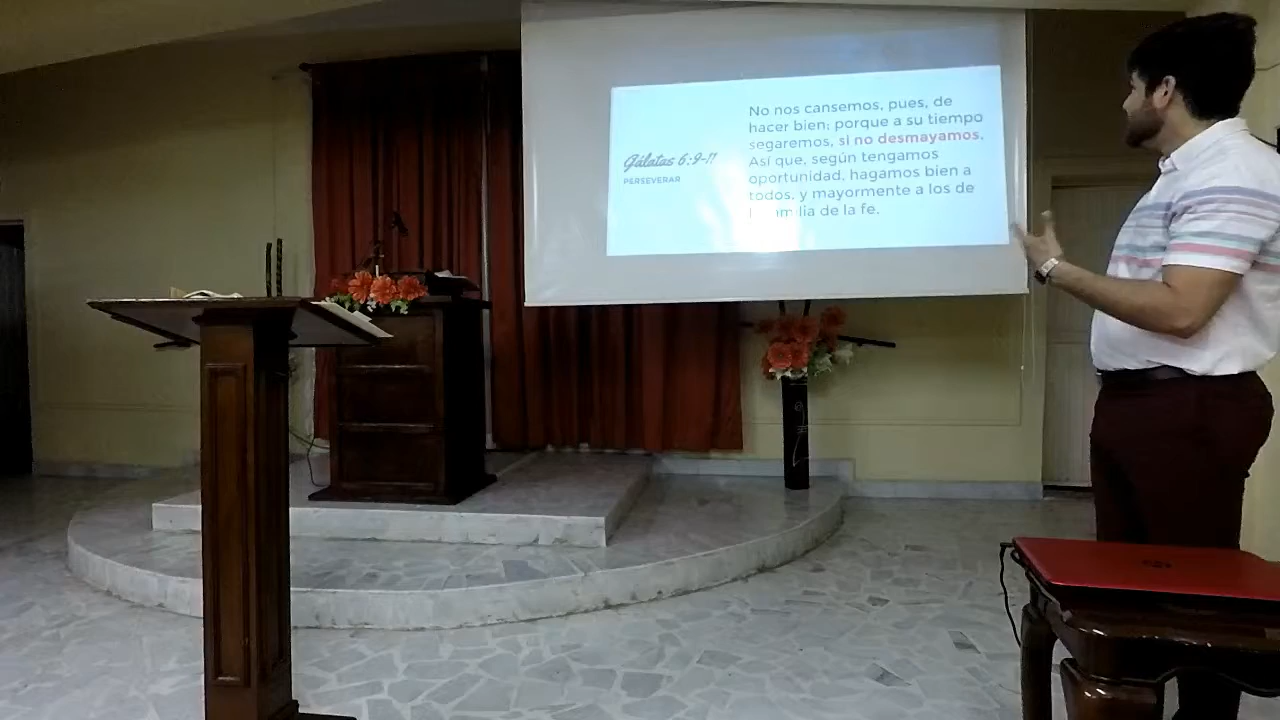 Gálatas 6:9-11
PERSEVERAR
No nos cansemos, pues, de
hacer bien; porque a su tiempo
segaremos, si no desmayamos.
Así que, según tengamos
oportunidad, hagamos bien a
todos, y mayormente a los de
de la fe.